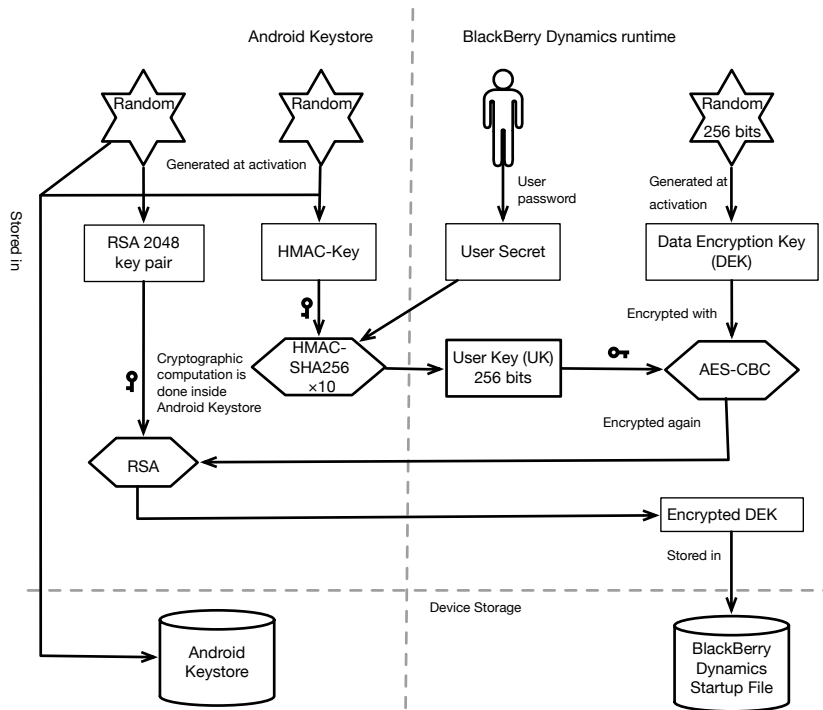 Android Keystore
BlackBerry Dynamics runtime
Random
Random
Random
256 bits
Generated at activation
User
password
Generated at
activation
Stored in
RSA 2048
key pair
HMAC-Key
User Secret
Data Encryption Key
(DEK)
Encrypted with
Cryptographic
computation is
done inside
Android Keystore
HMAC-
SHA256
×10
User Key (UK)
256 bits
AES-CBC
Encrypted again
RSA
Encrypted DEK
Stored in
Device Storage
Android
Keystore
BlackBerry
Dynamics
Startup File